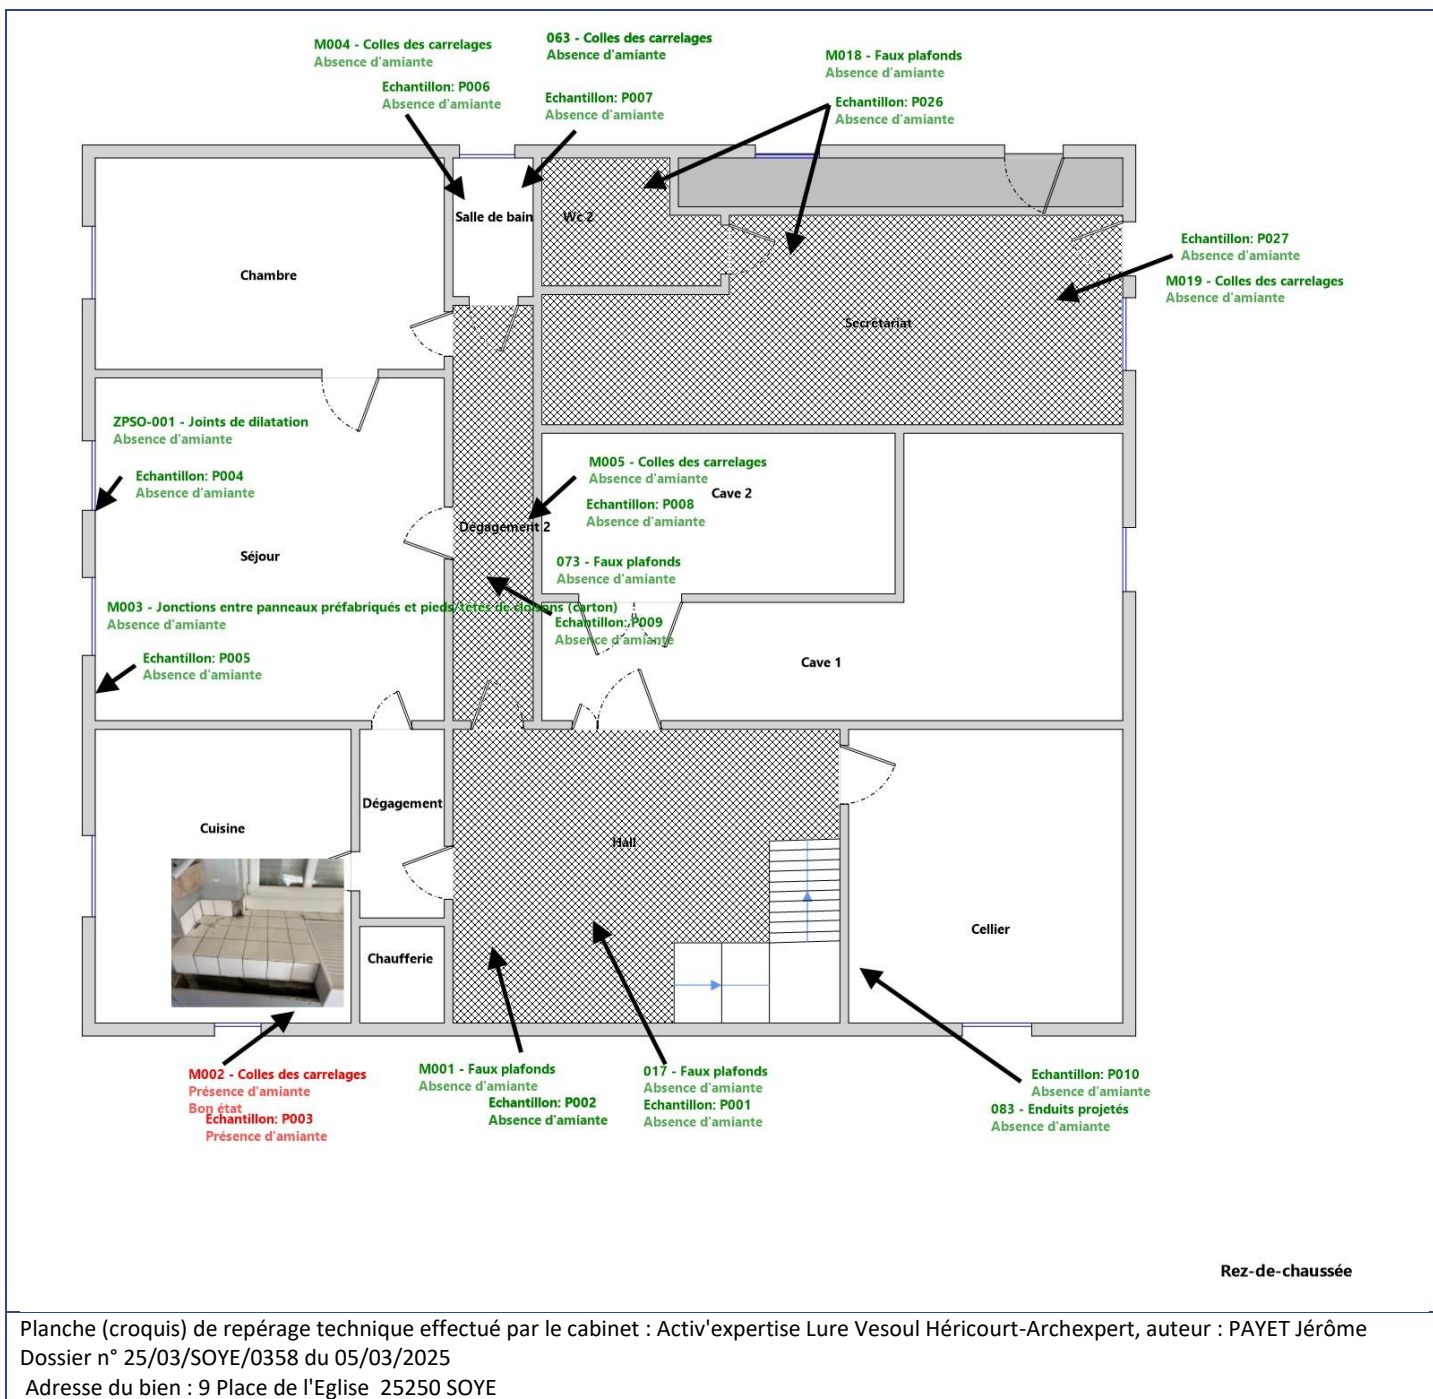 M004 - Colles des carrelages
Absence d'amiante
Echantillon: P006
Absence d'amiante
063 - Colles des carrelages
Absence d'amiante
Echantillon: P007
Absence d'amiante
M018 - Faux plafonds
Absence d'amiante
Echantillon: P026
Absence d'amiante
Salle de bain
Wc 2
Chambre
Echantillon: P027
Absence d'amiante
M019 - Colles des carrelages
Absence d'amiante
Secrétariat
ZPSO-001 - Joints de dilatation
Absence d'amiante
Echantillon: P004
Absence d'amiante
M005 - Colles des carrelages
Absence d'amiante
Cave 2
Echantillon: P008
Absence d'amiante
Dégagement 2
Séjour
073 - Faux plafonds
Absence d'amiante
M003 - Jonctions entre panneaux préfabriqués et pieds/têtes de cloisons (carton)
Absence d'amiante
Echantillon: P009
Absence d'amiante
Echantillon: P005
Absence d'amiante
Cave 1
Dégagement
Cuisine
Hall
Cellier
Chaufferie
M002 - Colles des carrelages
Présence d'amiante
Bon état
Echantillon: P003
Présence d'amiante
M001 - Faux plafonds
Absence d'amiante
Echantillon: P002
Absence d'amiante
017 - Faux plafonds
Absence d'amiante
Echantillon: P001
Absence d'amiante
Echantillon: P010
Absence d'amiante
083 - Enduits projetés
Absence d'amiante
Rez-de-chaussée
Planche (croquis) de repérage technique effectué par le cabinet : Activ'expertise Lure Vesoul Héricourt-Archexpert, auteur : PAYET Jérôme
Dossier n° 25/03/SOYE/0358 du 05/03/2025
Adresse du bien : 9 Place de l'Eglise 25250 SOYE